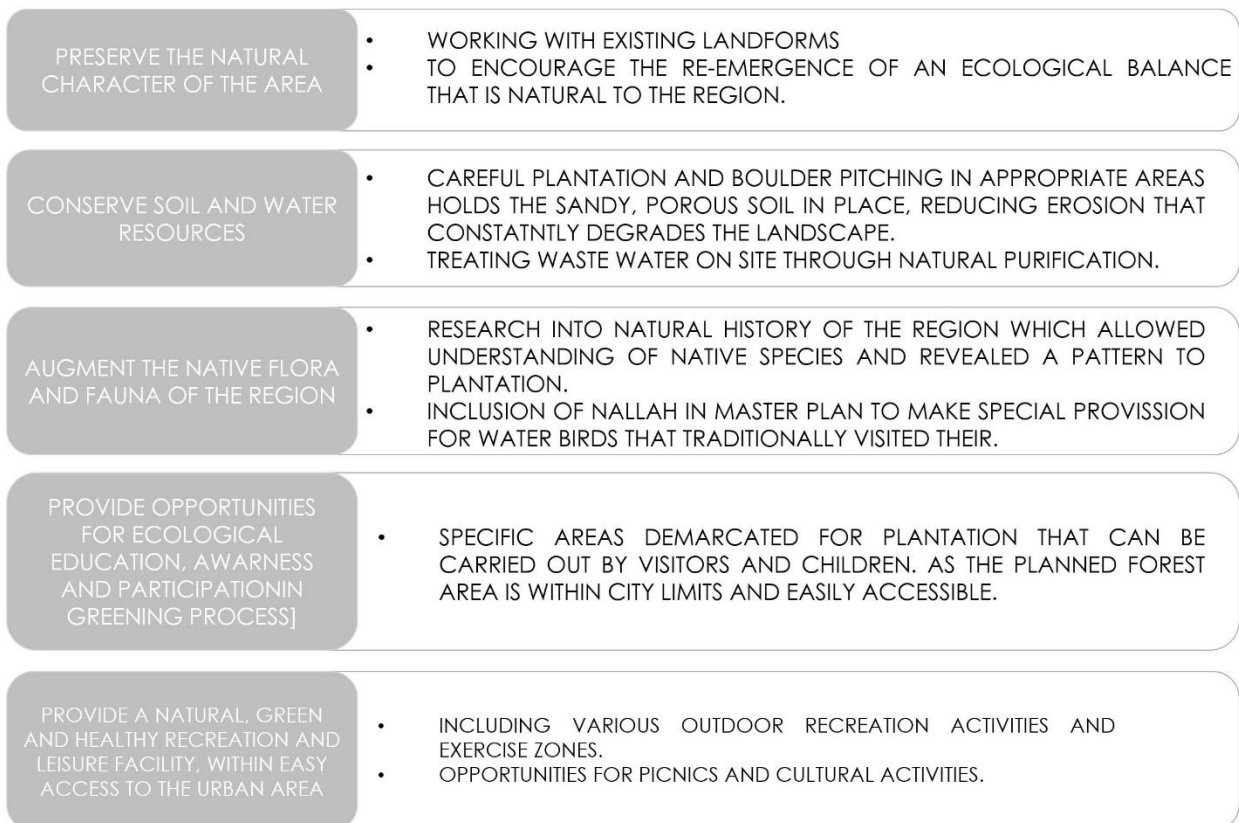 PRESERVE THE NATURAL
CHARACTER OF THE AREA
• WORKING WITH EXISTING LANDFORMS
• TO ENCOURAGE THE RE-EMERGENCE OF AN ECOLOGICAL BALANCE
THAT IS NATURAL TO THE REGION.
CONSERVE SOIL AND WATER
RESOURCES
• CAREFUL PLANTATION AND BOULDER PITCHING IN APPROPRIATE AREAS
HOLDS THE SANDY, POROUS SOIL IN PLACE, REDUCING EROSION THAT
CONSTATNTLY DEGRADES THE LANDSCAPE.
• TREATING WASTE WATER ON SITE THROUGH NATURAL PURIFICATION.
AUGMENT THE NATIVE FLORA
AND FAUNA OF THE REGION
• RESEARCH INTO NATURAL HISTORY OF THE REGION WHICH ALLOWED
UNDERSTANDING OF NATIVE SPECIES AND REVEALED A PATTERN TO
PLANTATION.
• INCLUSION OF NALLAH IN MASTER PLAN TO MAKE SPECIAL PROVISSION
FOR WATER BIRDS THAT TRADITIONALLY VISITED THEIR.
PROVIDE OPPORTUNITIES
FOR ECOLOGICAL
EDUCATION, AWARNESS
AND PARTICIPATIONIN
GREENING PROCESS]
• SPECIFIC AREAS DEMARCATED FOR PLANTATION THAT CAN BE
CARRIED OUT BY VISITORS AND CHILDREN. AS THE PLANNED FOREST
AREA IS WITHIN CITY LIMITS AND EASILY ACCESSIBLE.
PROVIDE A NATURAL, GREEN
AND HEALTHY RECREATION AND
LEISURE FACILITY, WITHIN EASY
ACCESS TO THE URBAN AREA
• INCLUDING VARIOUS OUTDOOR RECREATION ACTIVITIES AND
EXERCISE ZONES.
• OPPORTUNITIES FOR PICNICS AND CULTURAL ACTIVITIES.